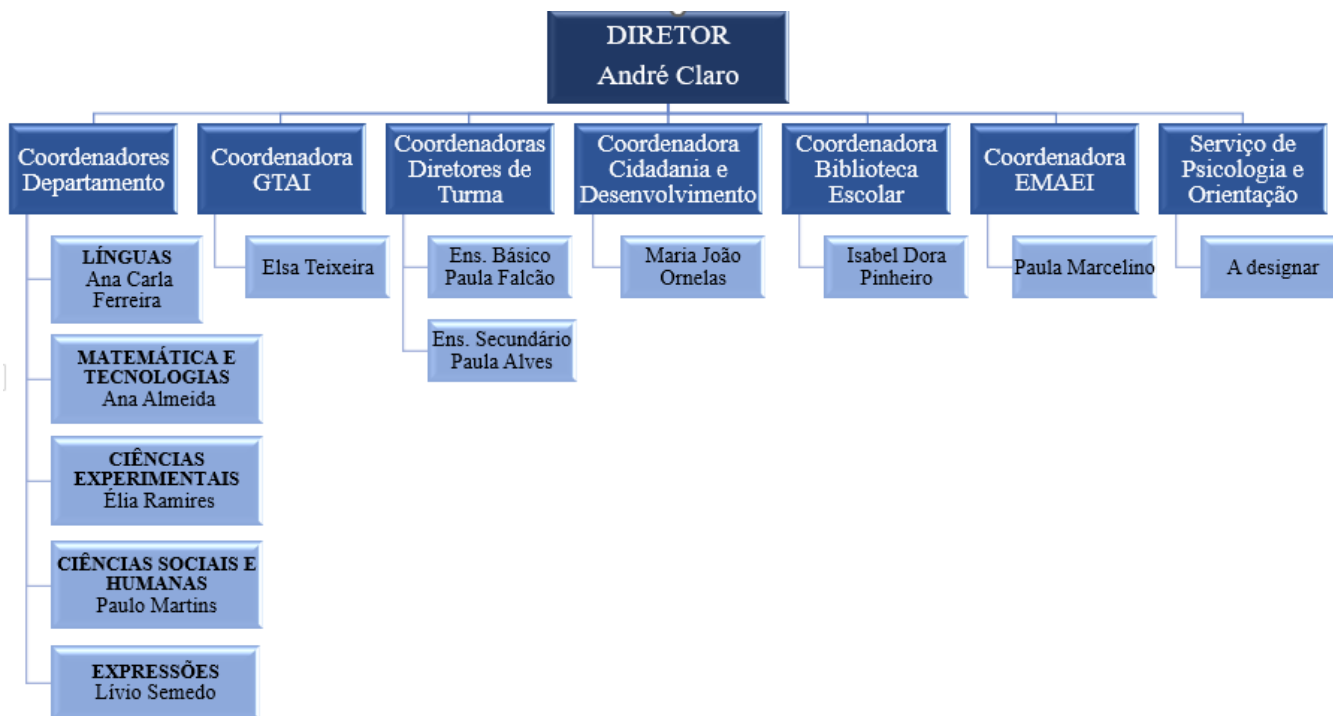 DIRETOR
André Claro
Coordenadores
Departamento
Coordenadora
GTAI
Coordenadoras
Diretores de
Turma
Coordenadora
Cidadania e
Desenvolvimento
Coordenadora
Biblioteca
Escolar
Coordenadora
EMAEI
Serviço de
Psicologia e
Orientação
LÍNGUAS
Ana Carla
Ferreira
MATEMÁTICA E
TECNOLOGIAS
Ana Almeida
CIÊNCIAS
EXPERIMENTAIS
Élia Ramires
CIÊNCIAS SOCIAIS E
HUMANAS
Paulo Martins
EXPRESSÕES
Lívio Semedo
Elsa Teixeira
Ens. Básico
Paula Falcão
Ens. Secundário
Paula Alves
Maria João
Ornelas
Isabel Dora
Pinheiro
Paula Marcelino
A designar